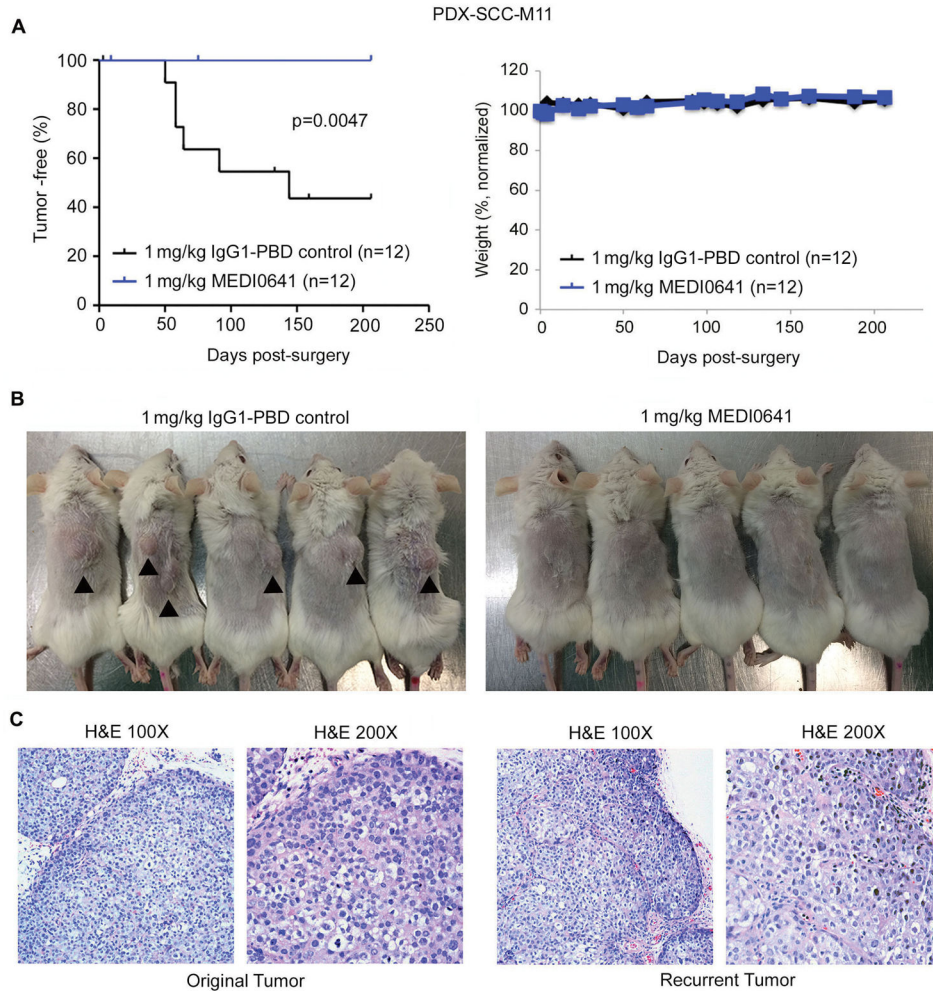 PDX-SCC-M11
A
100
80
60
40
20
0
Tumor -free (%)
p=0.0047
1 mg/kg IgG1-PBD control (n=12)
1 mg/kg MEDI0641 (n=12)
0 50 100 150 200 250
Days post-surgery
120
100
80
60
40
20
0
Weight (%, normalized)
1 mg/kg IgG1-PBD control (n=12)
1 mg/kg MEDI0641 (n=12)
0 50 100 150 200
Days post-surgery
B
1 mg/kg IgG1-PBD control
1 mg/kg MEDI0641
C
H&E 100X
H&E 200X
H&E 100X
H&E 200X
Original Tumor
Recurrent Tumor